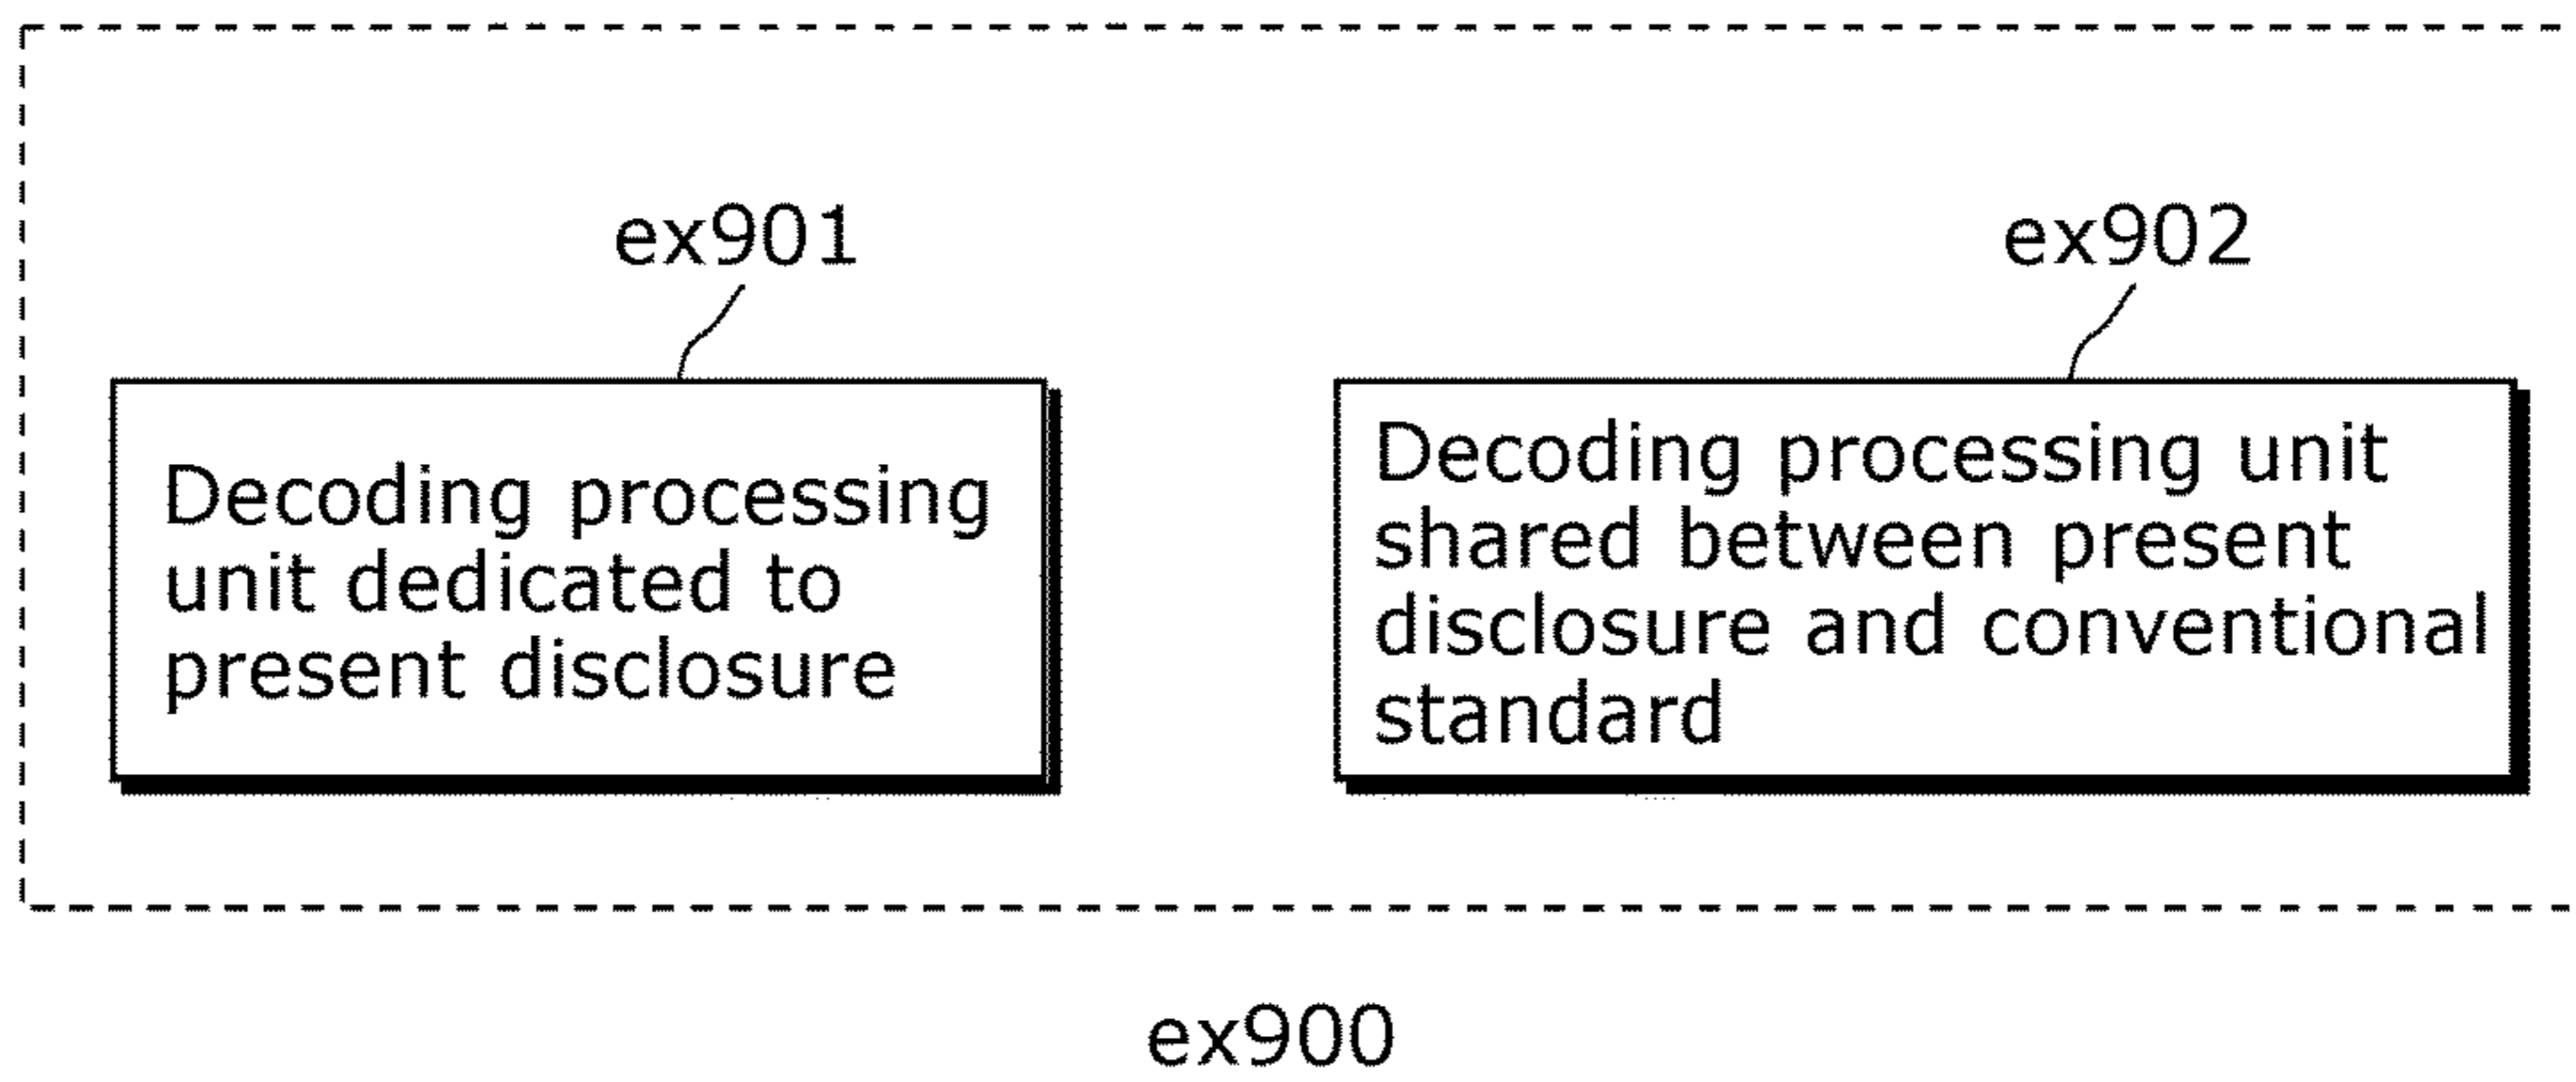 ex901
ex902
Decoding processing
unit dedicated to
present disclosure
Decoding processing unit
shared between present
disclosure and conventional
standard
ex900